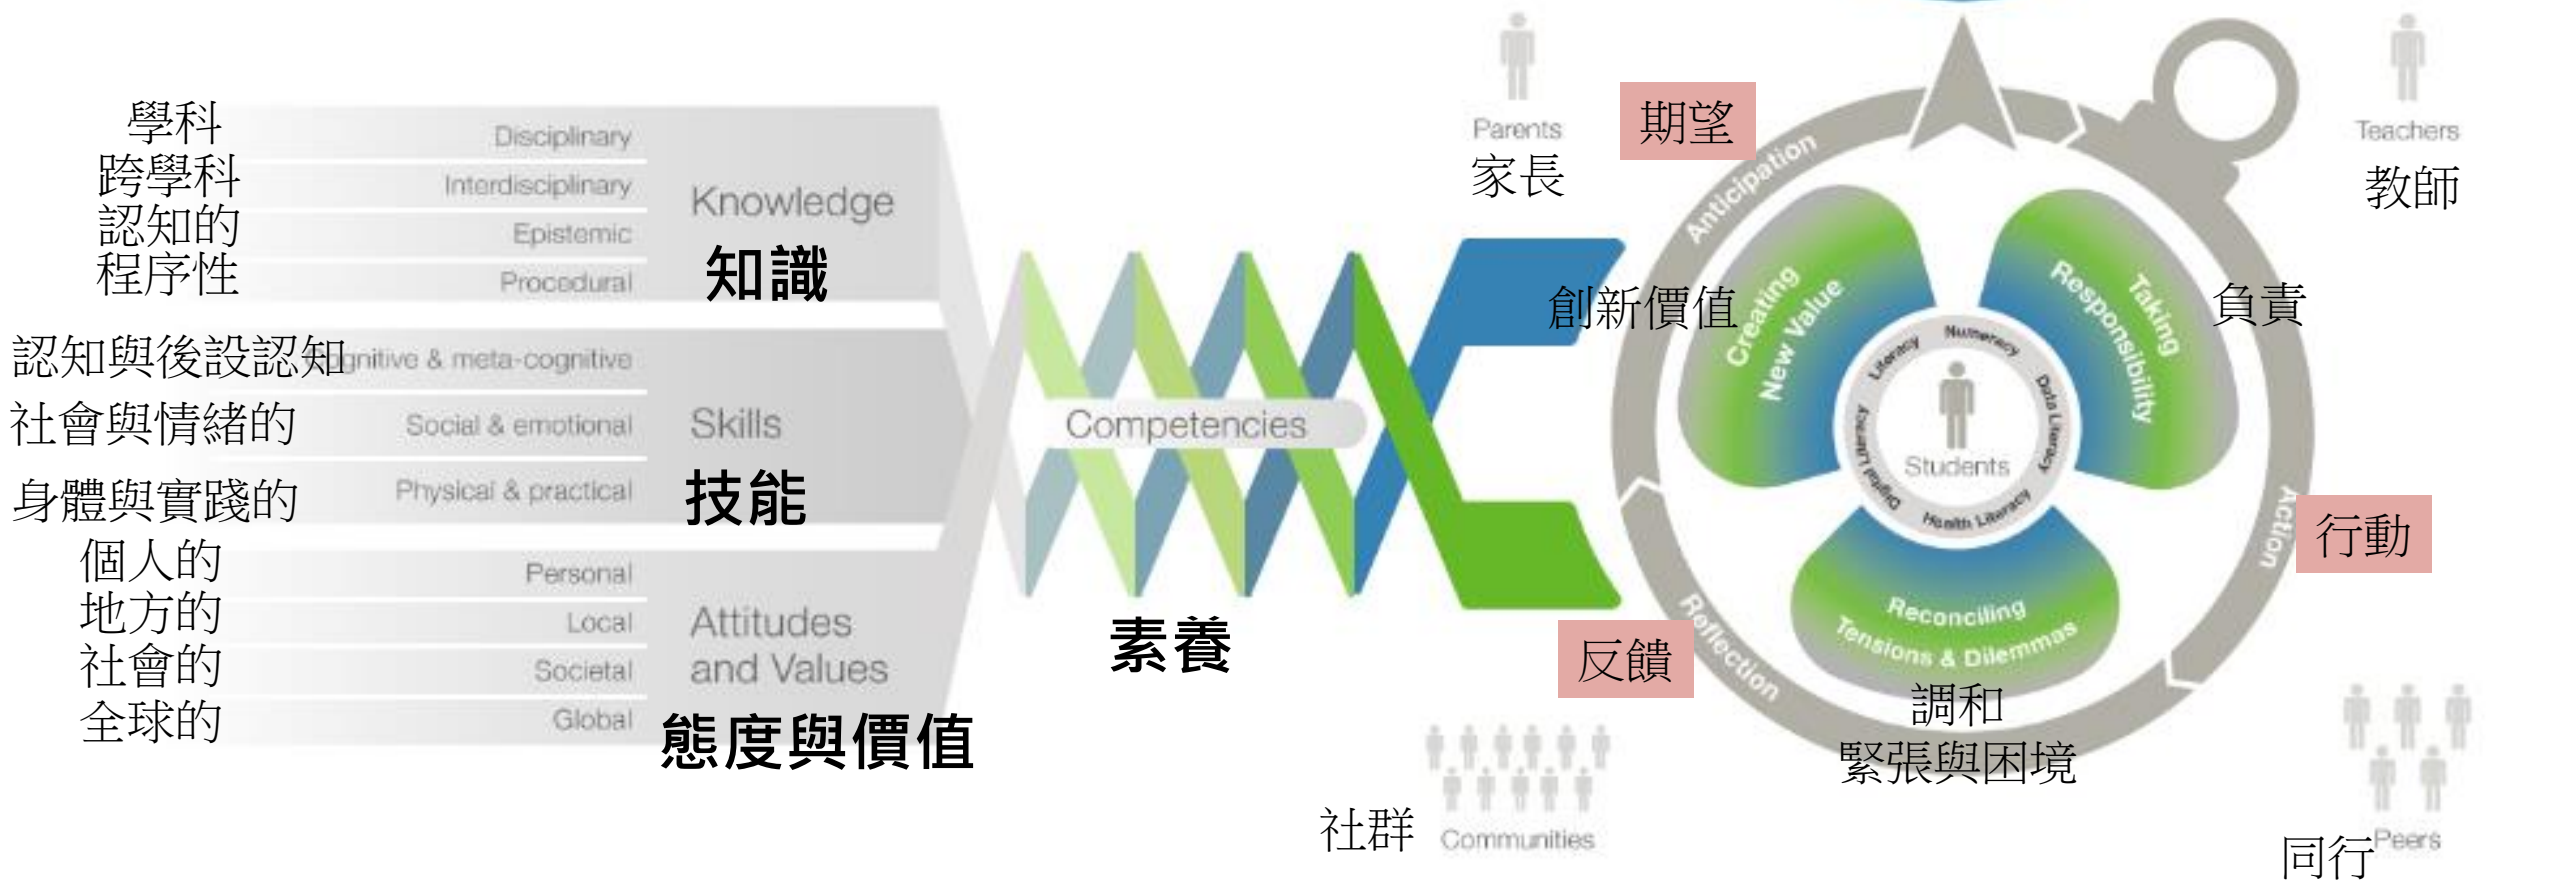 學科
Disciplinary
跨學科
Interdisciplinary
認知的
Epistemic
程序性
Procedural
Knowledge
知識
認知與後設認知
gnitive & meta-cognitive
社會與情緒的
Social & emotional
身體與實踐的
Physical & practical
Skills
技能
個人的
Personal
地方的
Local
社會的
Societal
全球的
Global
Attitudes
and Values
態度與價值
Competencies
素養
Parents
家長
期望
Anticipation
Teachers
教師
創新價值
Creating
New Value
Taking
Responsibility
負責
Literacy
Numeracy
Data Literacy
Health Literacy
Digital Literacy
Students
Action
行動
Reconciling
Tensions & Dilemmas
調和
緊張與困境
反饋
Reflection
社群
Communities
同行
Peers